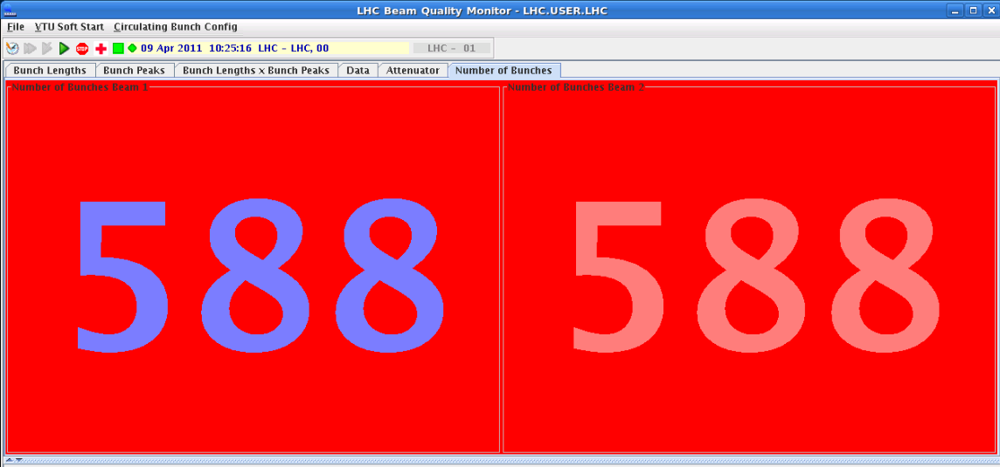 LHC Beam Quality Monitor - LHC.USER.LHC
File VTU Soft Start Circulating Bunch Config
STOP 09 Apr 2011 10:25:16 LHC - LHC, 00 LHC - 01
Bunch Lengths Bunch Peaks Bunch Lengths x Bunch Peaks Data Attenuator Number of Bunches
Number of Bunches Beam 1 Number of Bunches Beam 2
588 588